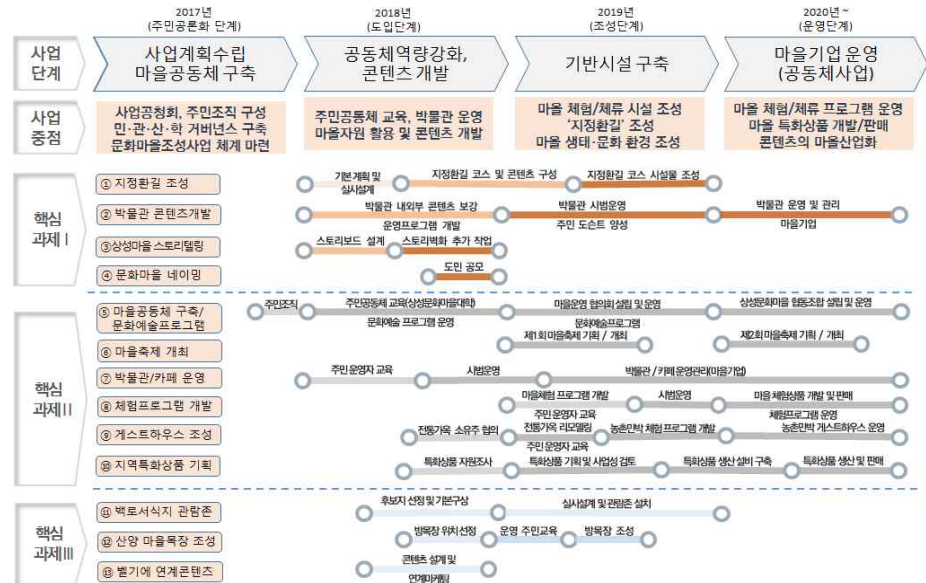 2017년
(주민공론화 단계)
2018년
(도입단계)
2019년
(조성단계)
2020년~
(운영단계)
사업
단계
사업계획수립
마을공동체 구축
공동체역량강화,
콘텐츠 개발
기반시설 구축
마을기업 운영
(공동체사업)
사업
중점
사업공청회, 주민조직 구성
민·관·산·학 거버넌스 구축
문화마을조성사업 체계 마련
주민공통체 교육, 박물관 운영
마을자원 활용 및 콘텐츠 개발
마을 체험/체류 시설 조성
'지정환길' 조성
마을 생태·문화 환경 조성
마을 체험/체류 프로그램 운영
마을 특화상품 개발/판매
콘텐츠의 마을산업화
핵심
과제 I
① 지정환길 조성
기본 계획 및
실시설계
지정환길 코스 및 콘텐츠 구성
지정환길 코스 시설물 조성
② 박물관 콘텐츠개발
박물관 내외부 콘텐츠 보강
운영프로그램 개발
박물관 시범운영
주민 도슨트 양성
박물관 운영 및 관리
마을기업
③상성마을 스토리텔링
스토리보드 설계
스토리벽화 추가 작업
④ 문화마을 네이밍
도민 공모
핵심
과제II
⑤ 마을공동체 구축/
문화예술프로그램
주민조직
주민공동체 교육(상성문화마을대학)
문화예술 프로그램 운영
마을운영 협의회 설립 및 운영
문화예술프로그램
상성문화마을 협동조합 설립 및 운영
⑥ 마을축제 개최
제1회 마을축제 기획 / 개최
제2회 마을축제 기획 / 개최
⑦ 박물관/카페 운영
주민 운영자 교육
시범운영
박물관 / 카페 운영관리(마을기업)
⑧ 체험프로그램 개발
마을체험 프로그램 개발
주민 운영자 교육
시범운영
마을 체험상품 개발 및 판매
체험프로그램 운영
⑨ 게스트하우스 조성
전통가옥 소유주 협의
전통가옥 리모델링
주민 운영자 교육
농촌민박 체험 프로그램 개발
농촌민박 게스트하우스 운영
⑩ 지역특화상품 기획
특화상품 자원조사
특화상품 기획 및 사업성 검토
특화상품 생산 설비 구축
특화상품 생산 및 판매
핵심
과제III
⑪ 백로서식지 관람존
후보지 선정 및 기본구상
실시설계 및 관람존 설치
⑫ 산양 마을목장 조성
방목장 위치 선정
운영 주민교육
방목장 조성
⑬ 벨기에 연계콘텐츠
콘텐츠 설계 및
연계마케팅